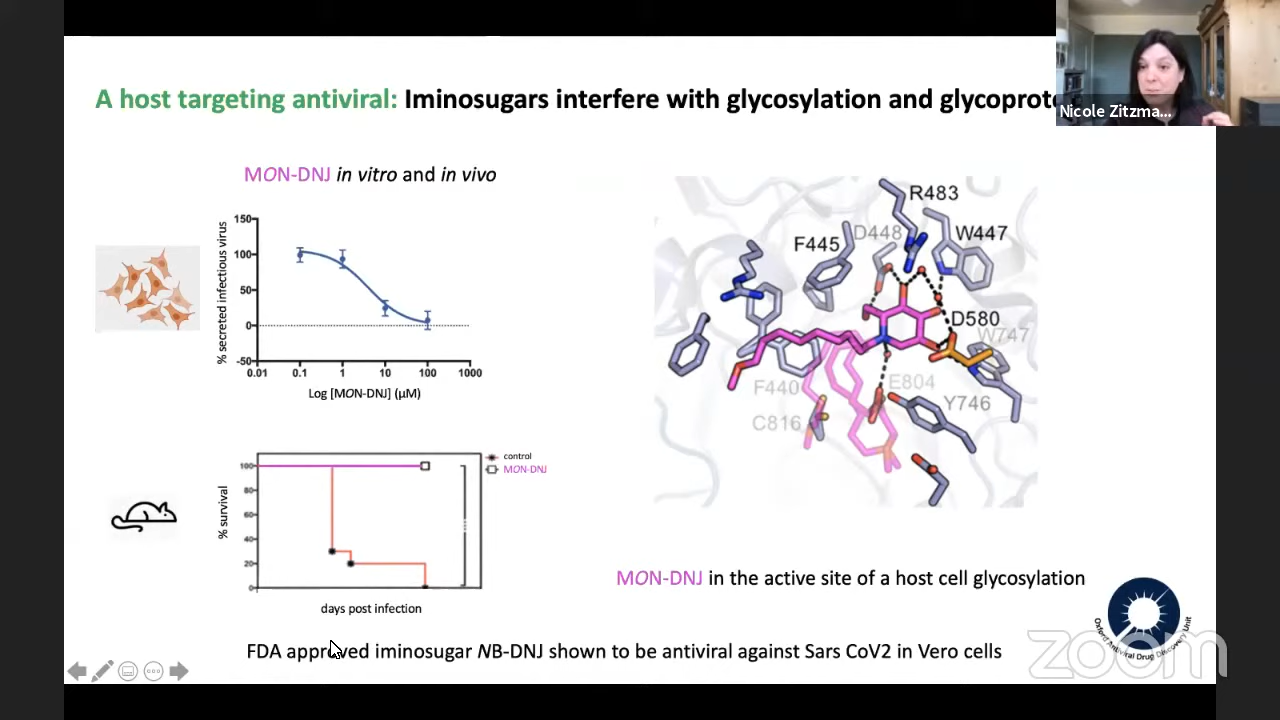 A host targeting antiviral: Iminosugars interfere with glycosylation and glycoprote
Nicole Zitzma...
MON-DNJ in vitro and in vivo
% secreted infectious virus
150
100
50
0
-50
0.01 0.1 1 10 100 1000
Log [MON-DNJ] (µM)
R483
D448
W447
F445
D580
W747
F440
E804
Y746
C816
control
MON-DNJ
% survival
100
80
60
40
20
0
days post infection
MON-DNJ in the active site of a host cell glycosylation
Oxford Antiviral Drug Discovery Unit
FDA approved iminosugar NB-DNJ shown to be antiviral against Sars CoV2 in Vero cells
zoom